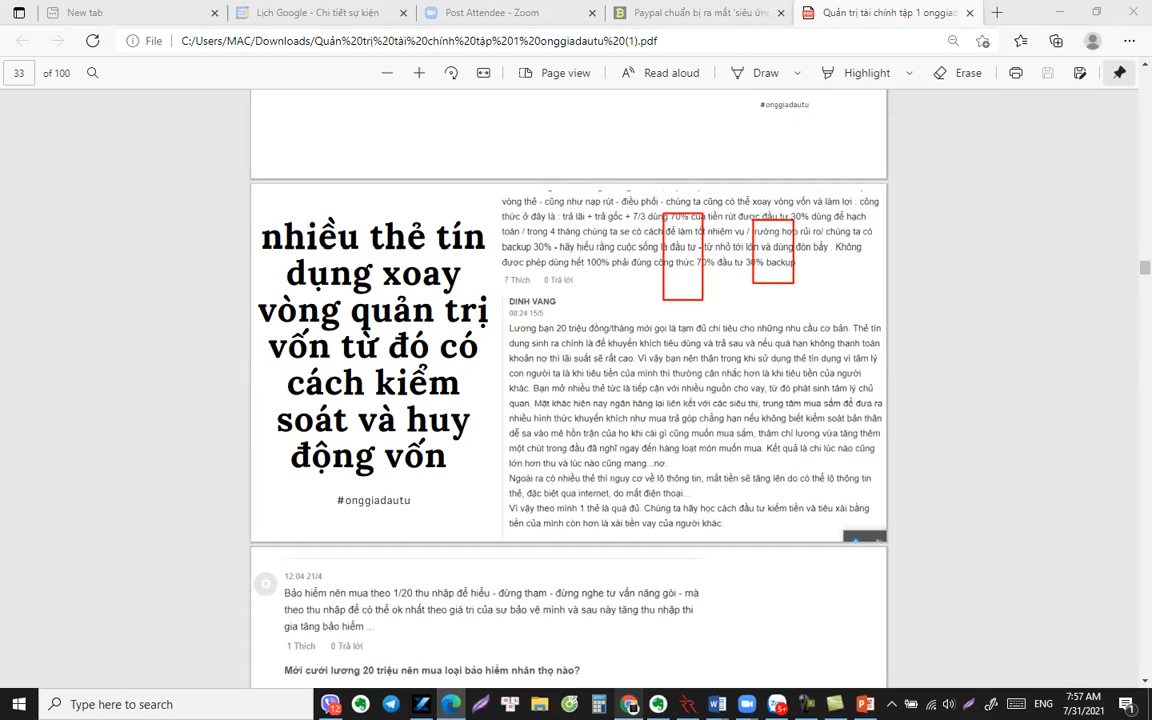 New tab
Lịch Google - Chi tiết sự kiện
Post Attendee - Zoom
Paypal chuẩn bị ra mắt 'siêu ứng
Quản trị tài chính tập 1 onggiad
File
C:/Users/MAC/Downloads/Quản%20trị%20tài%20chính%20tập%201%20onggiadautu%20(1).pdf
33
of 100
Page view
Read aloud
Draw
Highlight
Erase
#onggiadautu
nhiều thẻ tín
dụng xoay
vòng quản trị
vốn từ đó có
cách kiểm
soát và huy
động vốn
#onggiadautu
vòng thẻ - cũng như nạp rút - điều phối - chúng ta cũng có thể xoay vòng vốn và làm lợi : công
thức ở đây là : trả lãi + trả gốc + 7/3 dùng 70% của tiền rút được đầu tư 30% dùng để hạch
toán / trong 4 tháng chúng ta se có cách để làm tốt nhiệm vụ / trường hợp rủi ro/ chúng ta có
backup 30% - hãy hiểu rằng cuộc sống là đầu tư - từ nhỏ tới lớn và dùng đòn bẩy . Không
được phép dùng hết 100% phải đúng công thức 70% đầu tư 30% backup
7 Thích
0 Trả lời
DINH VANG
08:24 15/5
Lương bạn 20 triệu đồng/tháng mới gọi là tạm đủ chi tiêu cho những nhu cầu cơ bản. Thẻ tín
dụng sinh ra chính là để khuyến khích tiêu dùng và trả sau và nếu quá hạn không thanh toán
khoản nợ thì lãi suất sẽ rất cao. Vì vậy bạn nên thận trọng khi sử dụng thẻ tín dụng vì tâm lý
con người ta là khi tiêu tiền của mình thì thường cân nhắc hơn là khi tiêu tiền của người
khác. Bạn mở nhiều thẻ tức là tiếp cận với nhiều nguồn cho vay, từ đó phát sinh tâm lý chủ
quan. Mặt khác hiện nay ngân hàng lại liên kết với các siêu thị, trung tâm mua sắm để đưa ra
nhiều hình thức khuyến khích như mua trả góp chẳng hạn nếu không biết kiểm soát bản thân
dễ sa vào mê hồn trận của họ khi cái gì cũng muốn mua sắm, thậm chí lương vừa tăng thêm
một chút trong đầu đã nghĩ ngay đến hàng loạt món muốn mua. Kết quả là chi lúc nào cũng
lớn hơn thu và lúc nào cũng mang...nợ.
Ngoài ra có nhiều thẻ thì nguy cơ về lộ thông tin, mất tiền sẽ tăng lên do có thể lộ thông tin
thẻ, đặc biệt qua internet, do mất điện thoại...
Vì vậy theo mình 1 thẻ là quá đủ. Chúng ta hãy học cách đầu tư kiếm tiền và tiêu xài bằng
tiền của mình còn hơn là xài tiền vay của người khác.
12:04 21/4
Bảo hiểm nên mua theo 1/20 thu nhập để hiểu - đừng tham - đừng nghe tư vấn nâng gói - mà
theo thu nhập để có thể ok nhất theo giá trị của sự bảo vệ mình và sau này tăng thu nhập thì
gia tăng bảo hiểm ...
1 Thích
0 Trả lời
Mới cưới lương 20 triệu nên mua loại bảo hiểm nhân thọ nào?
Type here to search
ENG
7:57 AM
7/31/2021